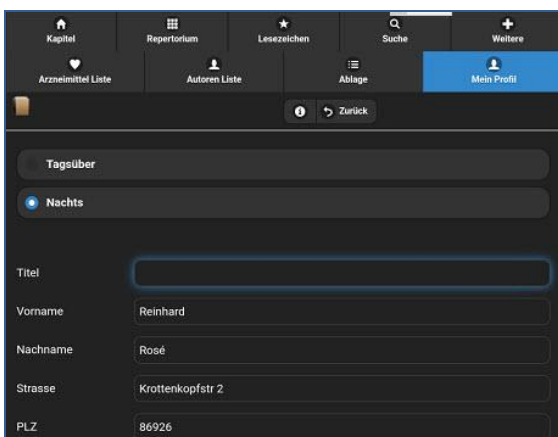 Kapitel Repertorium Lesezeichen Suche Weitere
Arzneimittel Liste Autoren Liste Ablage Mein Profil
Zurück
Tagsüber
Nachts
Titel
Vorname Reinhard
Nachname Rosé
Strasse Krottenkopfstr 2
PLZ 86926